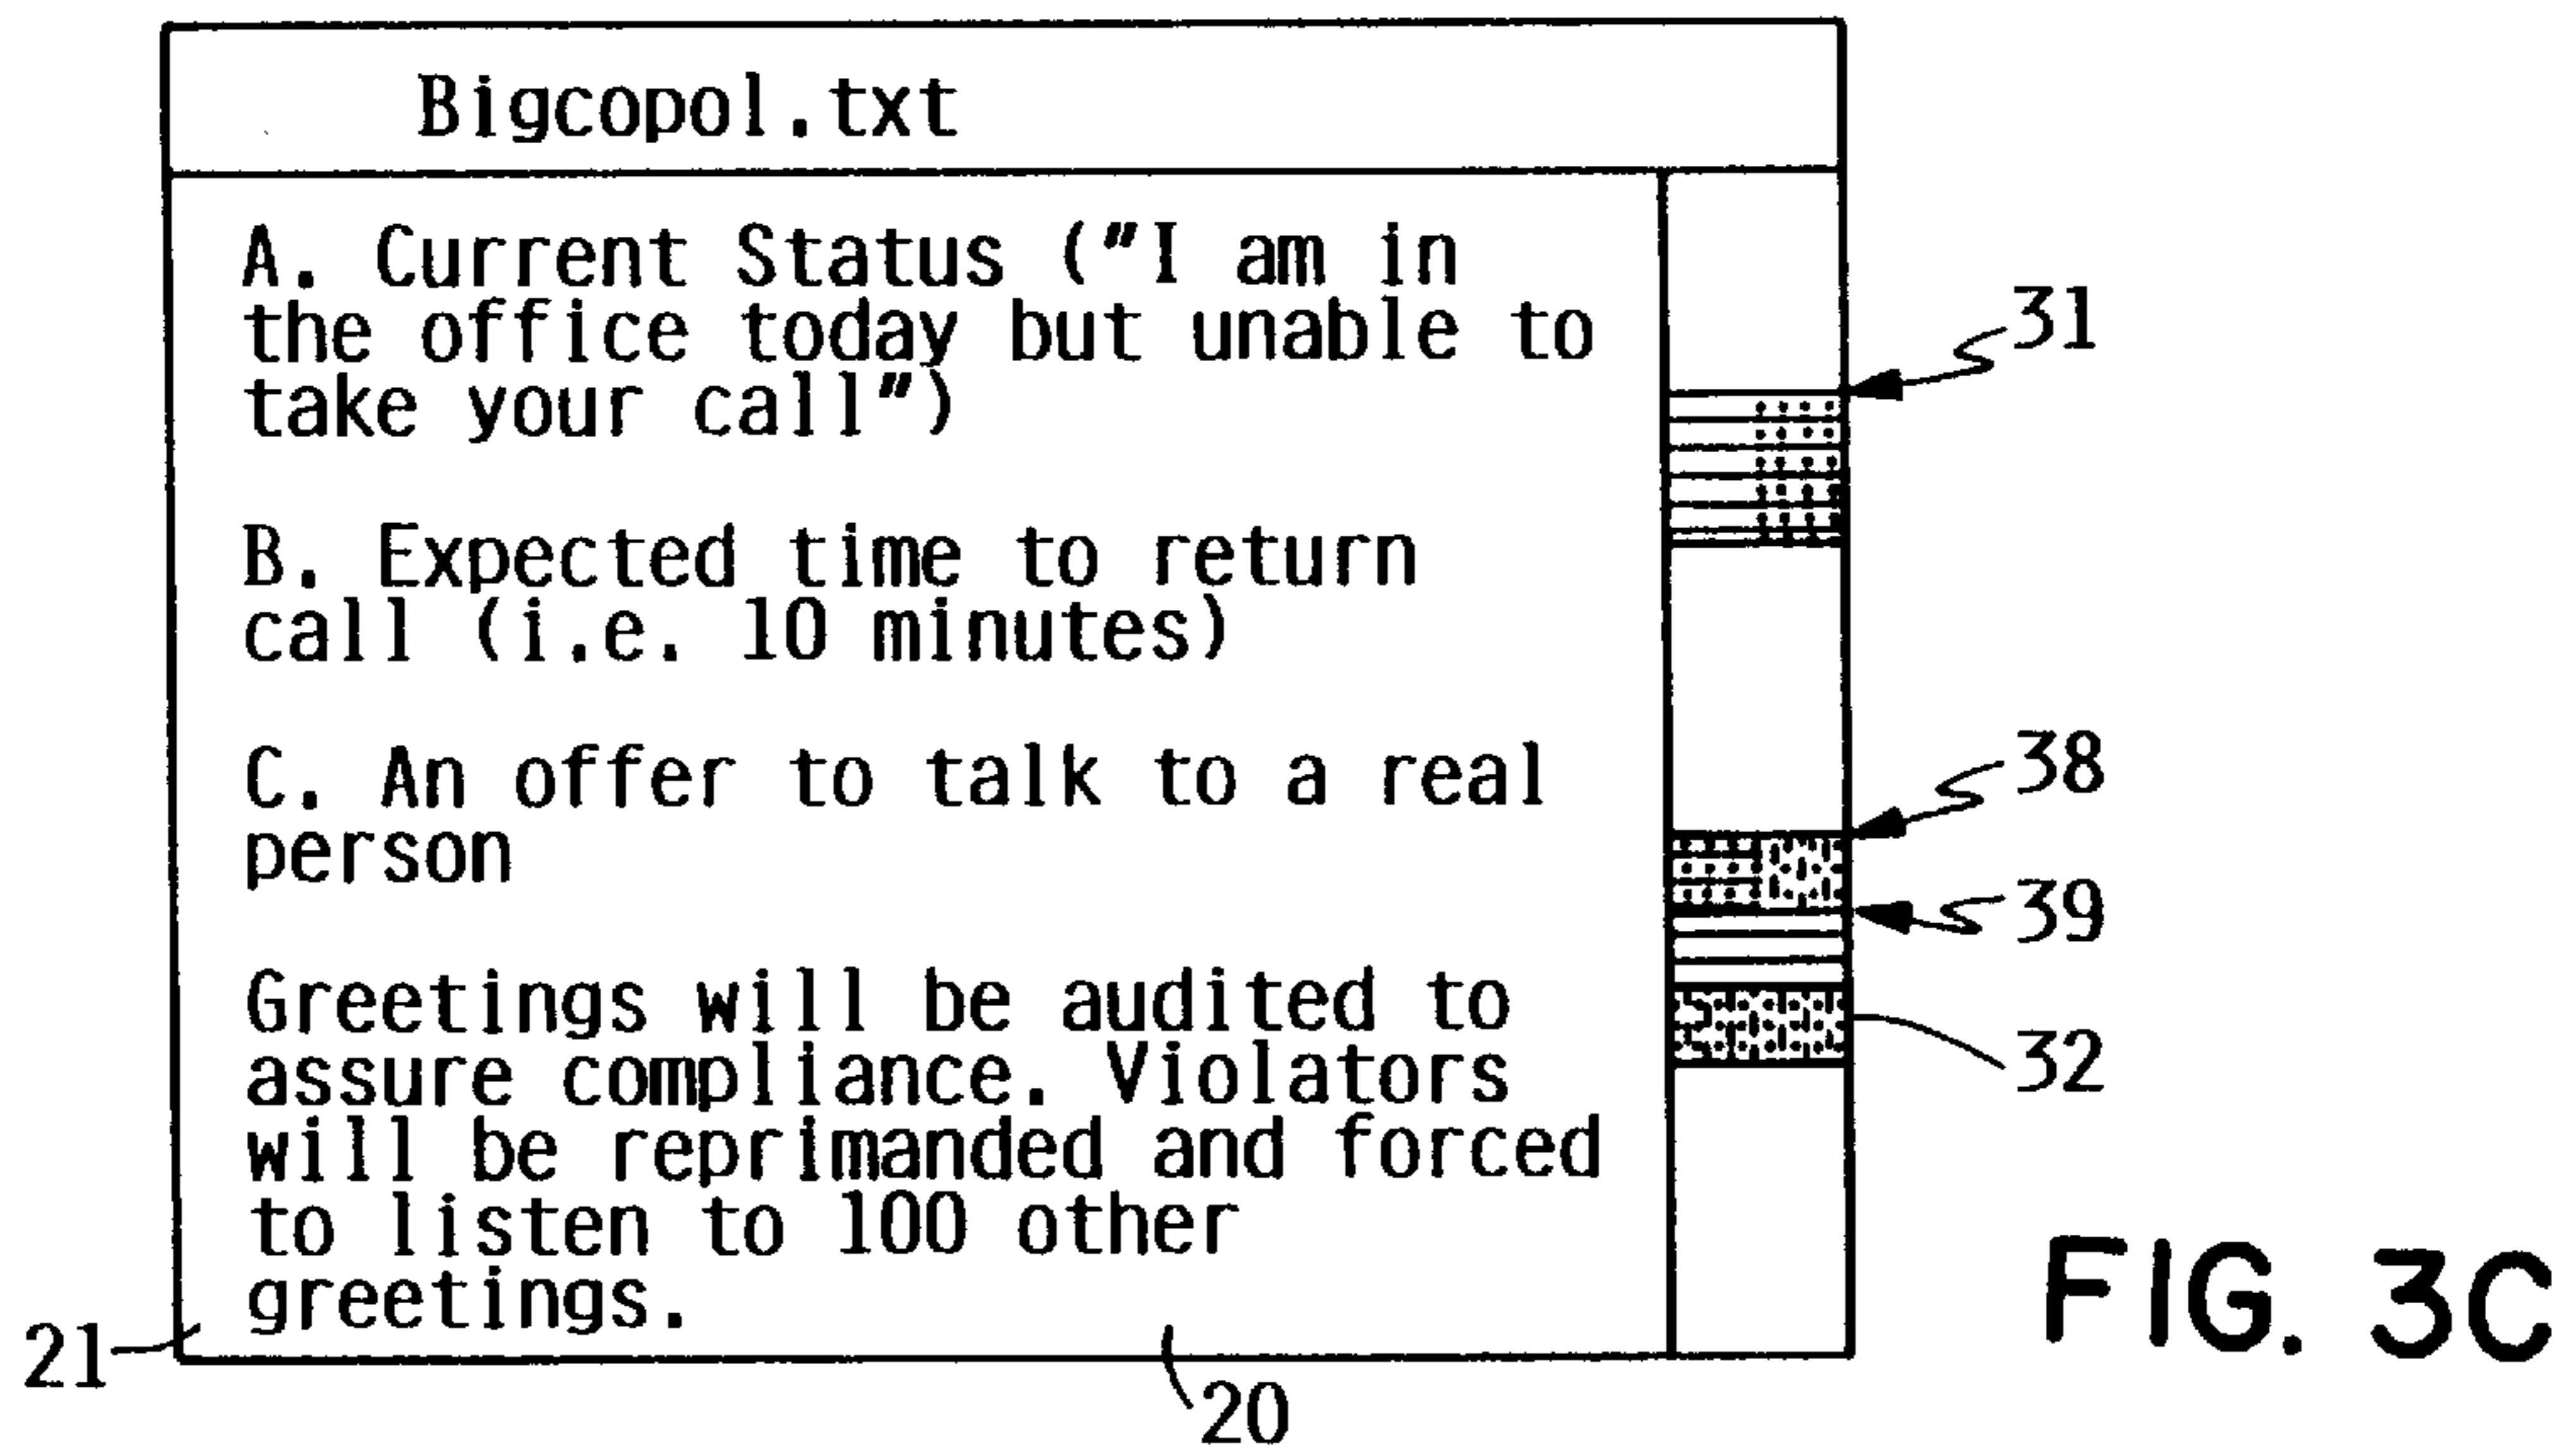 Bigcopol.txt
A. Current Status ("I am in
the office today but unable to
take your call")
B. Expected time to return
call (i.e. 10 minutes)
C. An offer to talk to a real
person
Greetings will be audited to
assure compliance. Violators
will be reprimanded and forced
to listen to 100 other
greetings.
31
38
39
32
21
20
FIG. 3C